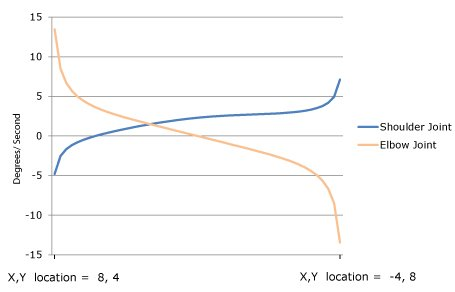 15
10
5
0
-5
-10
-15
Degrees/ Second
Shoulder Joint
Elbow Joint
X,Y location = 8, 4
X,Y location = -4, 8